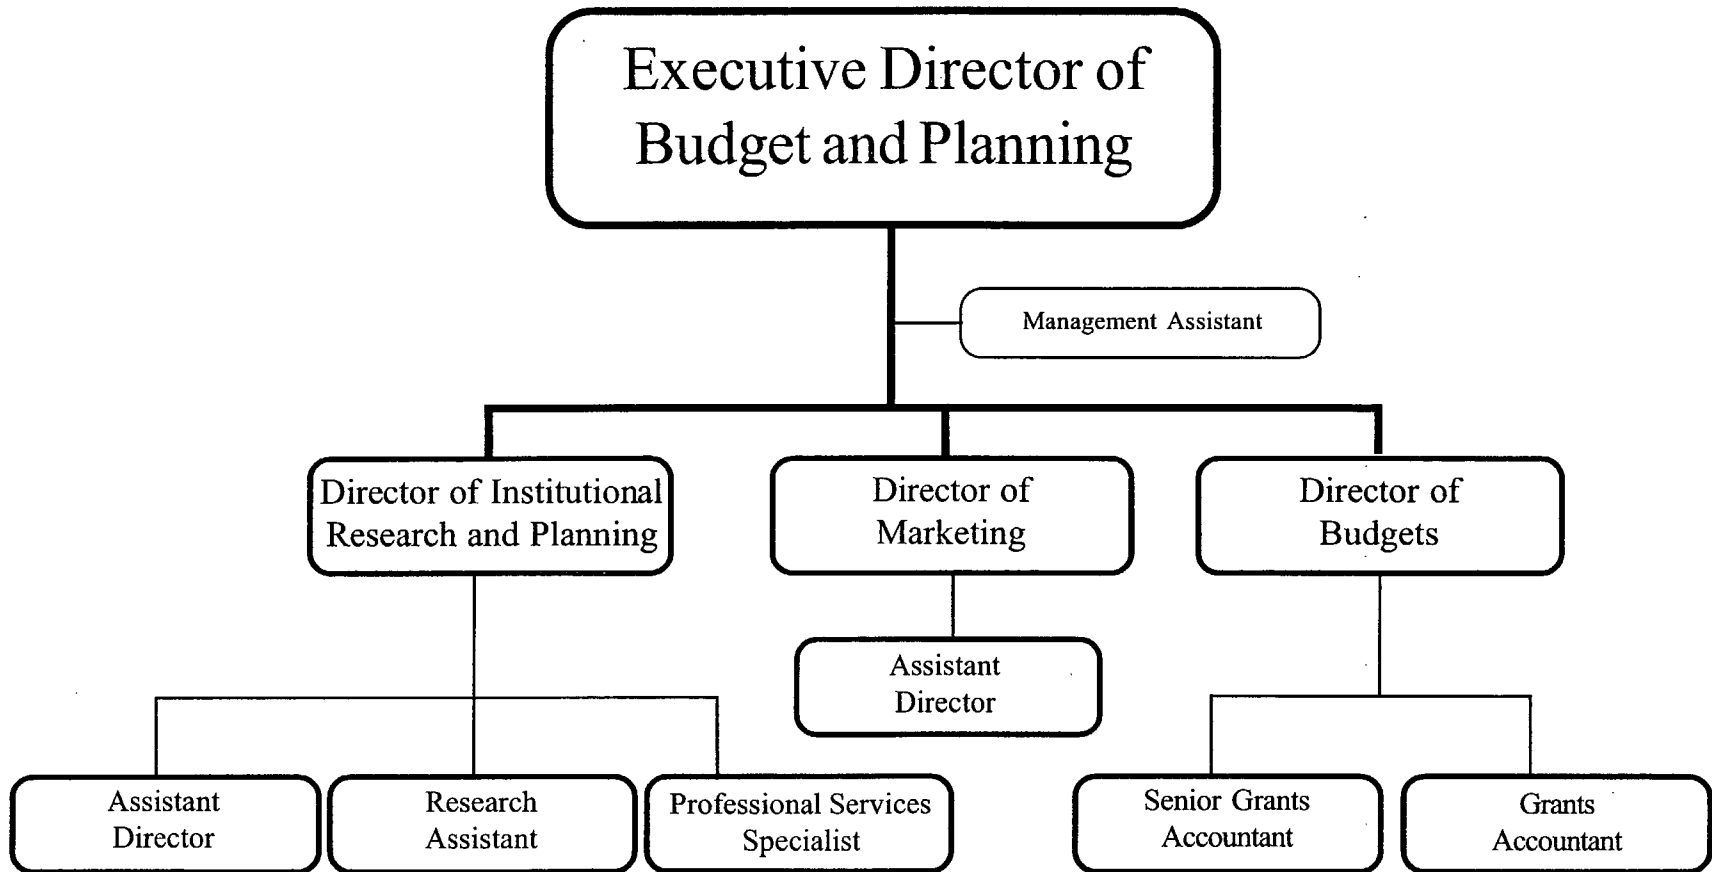 Executive Director of
Budget and Planning
Management Assistant
Director of Institutional
Research and Planning
Director of
Marketing
Director of
Budgets
Assistant
Director
Assistant
Director
Research
Assistant
Professional Services
Specialist
Senior Grants
Accountant
Grants
Accountant